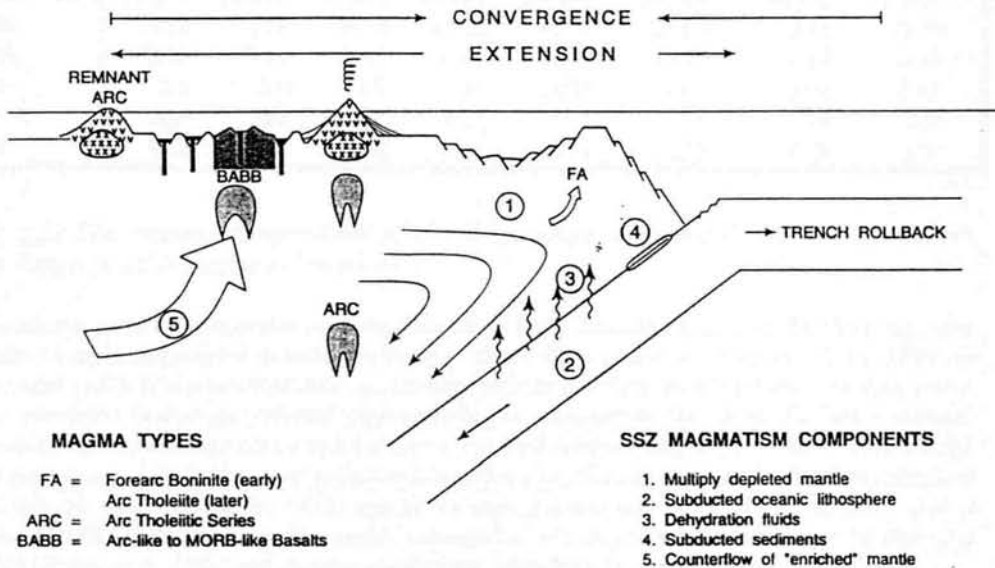 CONVERGENCE
EXTENSION
REMNANT
ARC
BABB
FA
1
4
TRENCH ROLLBACK
3
ARC
5
2
MAGMA TYPES
FA = Forearc Boninite (early)
Arc Tholeiite (later)
ARC = Arc Tholeiitic Series
BABB = Arc-like to MORB-like Basalts
SSZ MAGMATISM COMPONENTS
1. Multiply depleted mantle
2. Subducted oceanic lithosphere
3. Dehydration fluids
4. Subducted sediments
5. Counterflow of "enriched" mantle